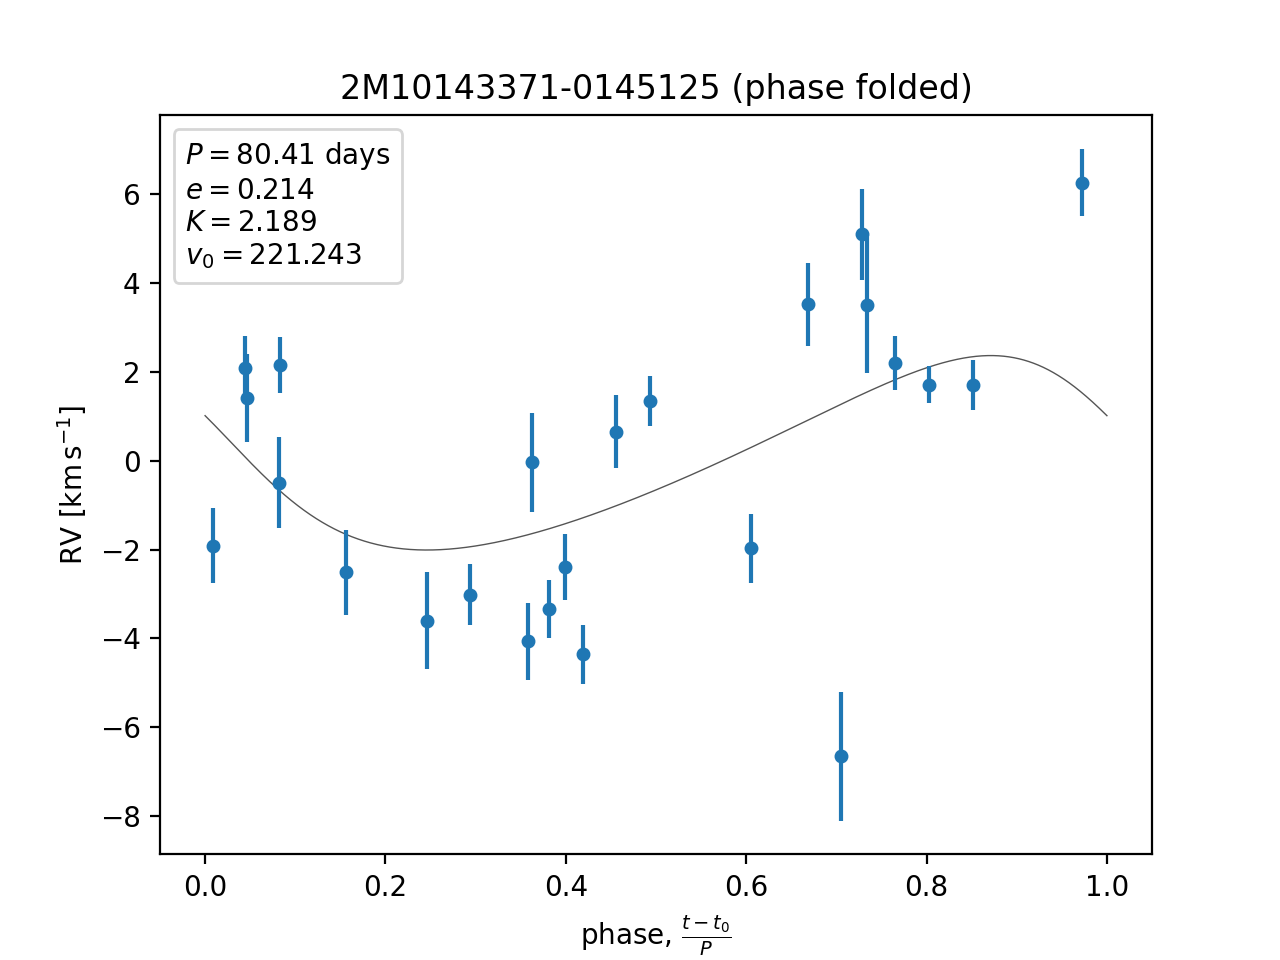 2M10143371-0145125 (phase folded)
P = 80.41 days
e = 0.214
K = 2.189
v₀ = 221.243
RV [km s⁻¹]
6
4
2
0
−2
−4
−6
−8
0.0 0.2 0.4 0.6 0.8 1.0
phase, (t − t₀)/P